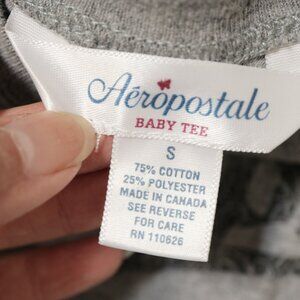 Aéropostale
BABY TEE
S
75% COTTON
25% POLYESTER
MADE IN CANADA
SEE REVERSE
FOR CARE
RN 110626